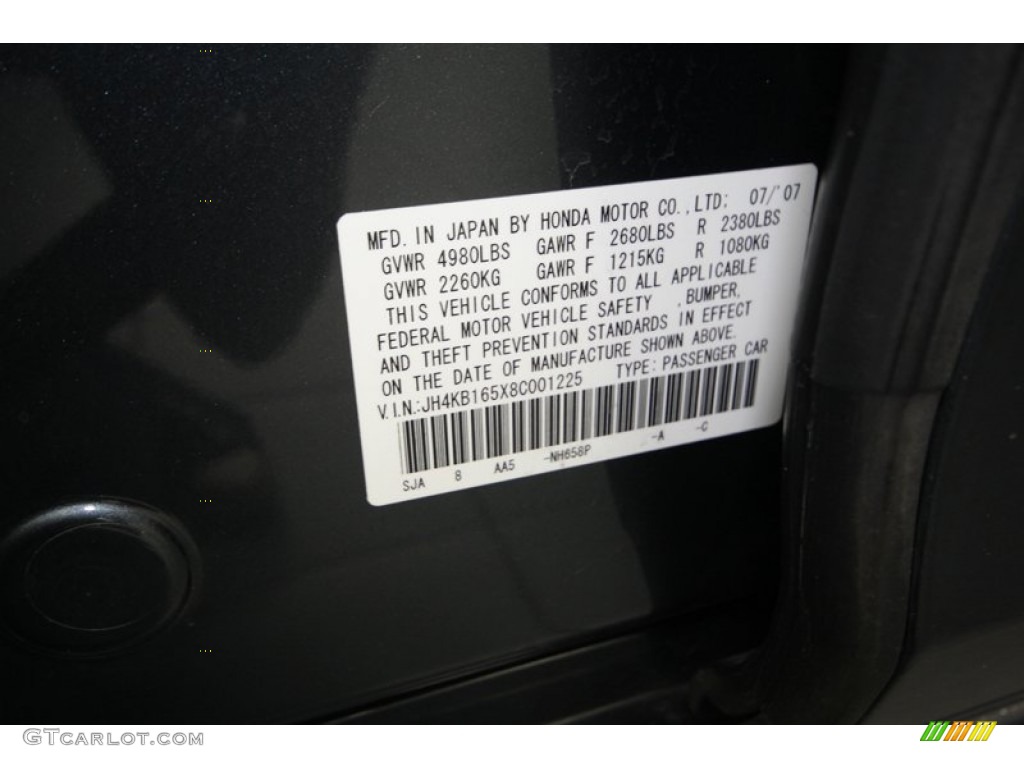 MFD. IN JAPAN BY HONDA MOTOR CO.,LTD; 07/'07
GVWR 4980LBS GAWR F 2680LBS R 2380LBS
GVWR 2260KG GAWR F 1215KG R 1080KG
THIS VEHICLE CONFORMS TO ALL APPLICABLE
FEDERAL MOTOR VEHICLE SAFETY ,BUMPER,
AND THEFT PREVENTION STANDARDS IN EFFECT
ON THE DATE OF MANUFACTURE SHOWN ABOVE.
V.I.N.:JH4KB165X8C001225 TYPE: PASSENGER CAR
SJA 8 AA5 -NH658P -A -C
GTCARLOT.COM